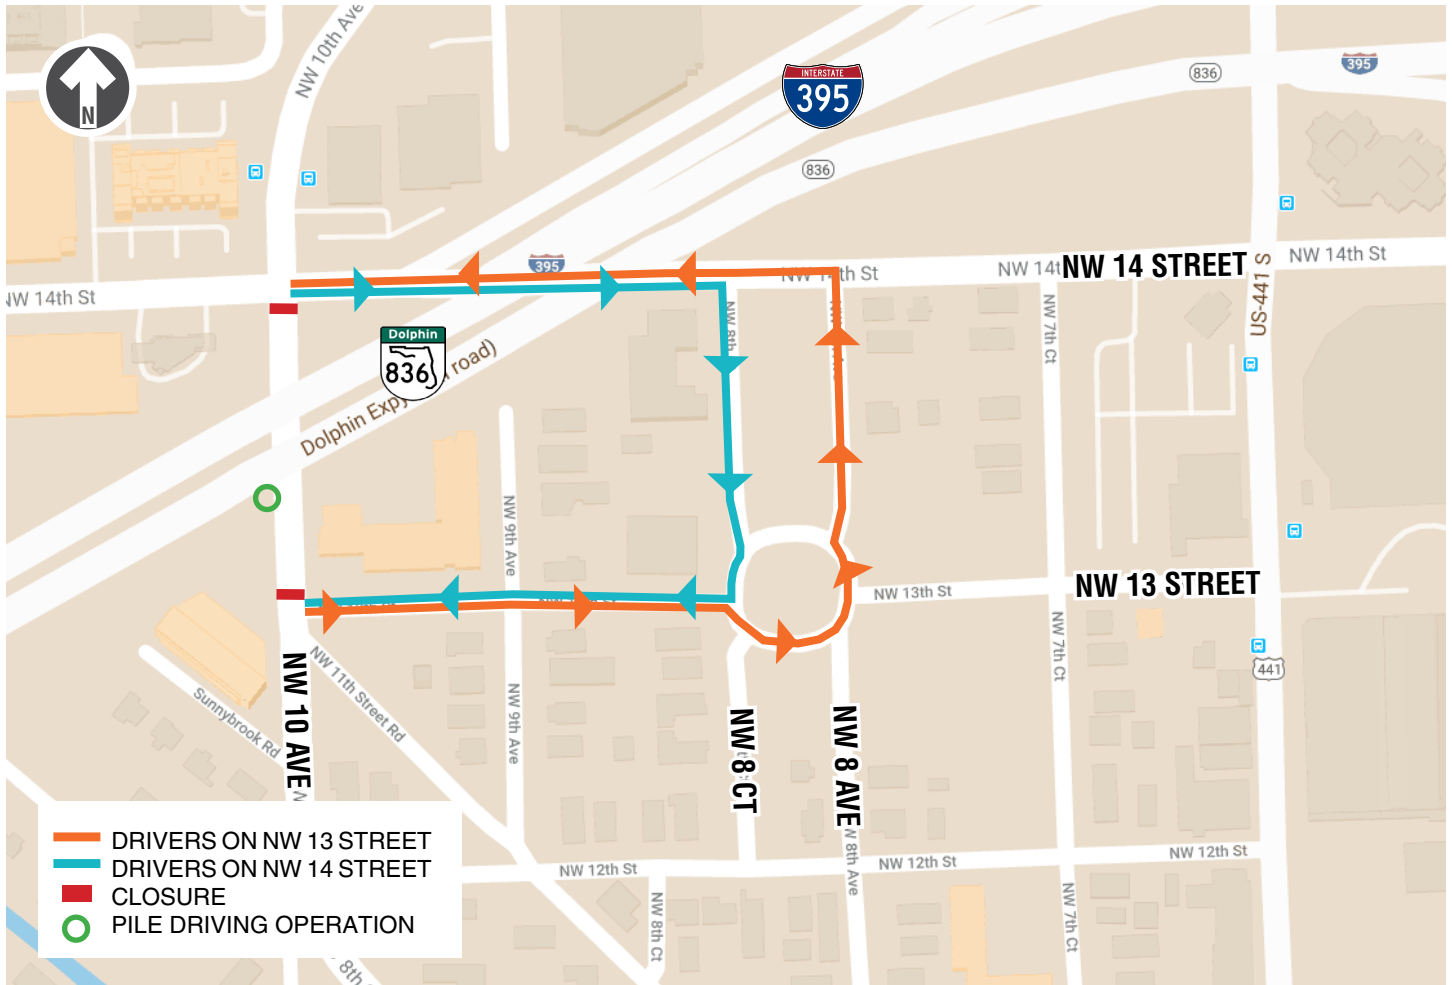 N
NW 10th Ave
INTERSTATE
395
836
395
836
395
NW 14th St
NW 14th St
NW 14 STREET
NW 14th St
US-441 S
NW 14th St
Dolphin
836
Dolphin Expy
road)
NW 8th
NW 7th Ct
NW 9th Ave
NW 13th St
NW 13 STREET
NW 7th Ct
441
NW 10 AVE
NW 11th Street Rd
Sunnybrook Rd
NW 9th Ave
NW 8 CT
NW 8 AVE
NW 12th St
NW 12th St
NW 12th St
NW 8th Ct
W 8th Ave
NW 7th Ct
8th
DRIVERS ON NW 13 STREET
DRIVERS ON NW 14 STREET
CLOSURE
PILE DRIVING OPERATION